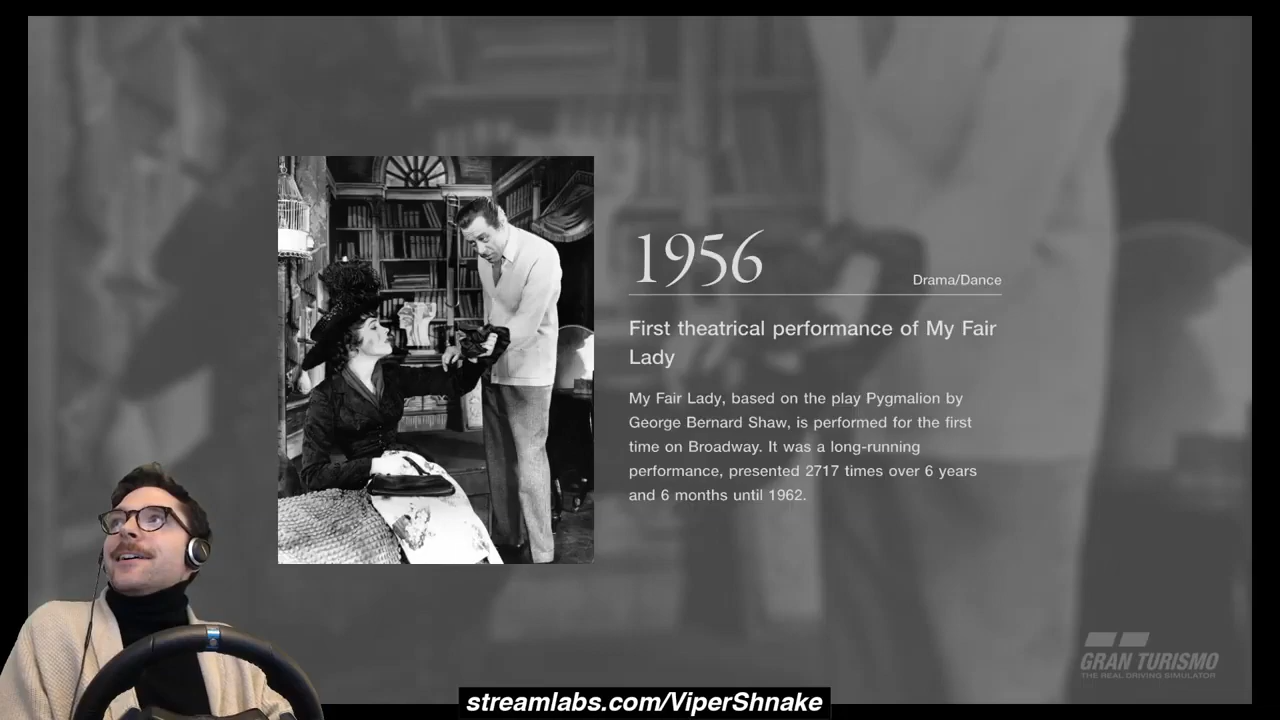 1956
Drama/Dance
First theatrical performance of My Fair
Lady
My Fair Lady, based on the play Pygmalion by
George Bernard Shaw, is performed for the first
time on Broadway. It was a long-running
performance, presented 2717 times over 6 years
and 6 months until 1962.
GRAN TURISMO
THE REAL DRIVING SIMULATOR
streamlabs.com/ViperShnake